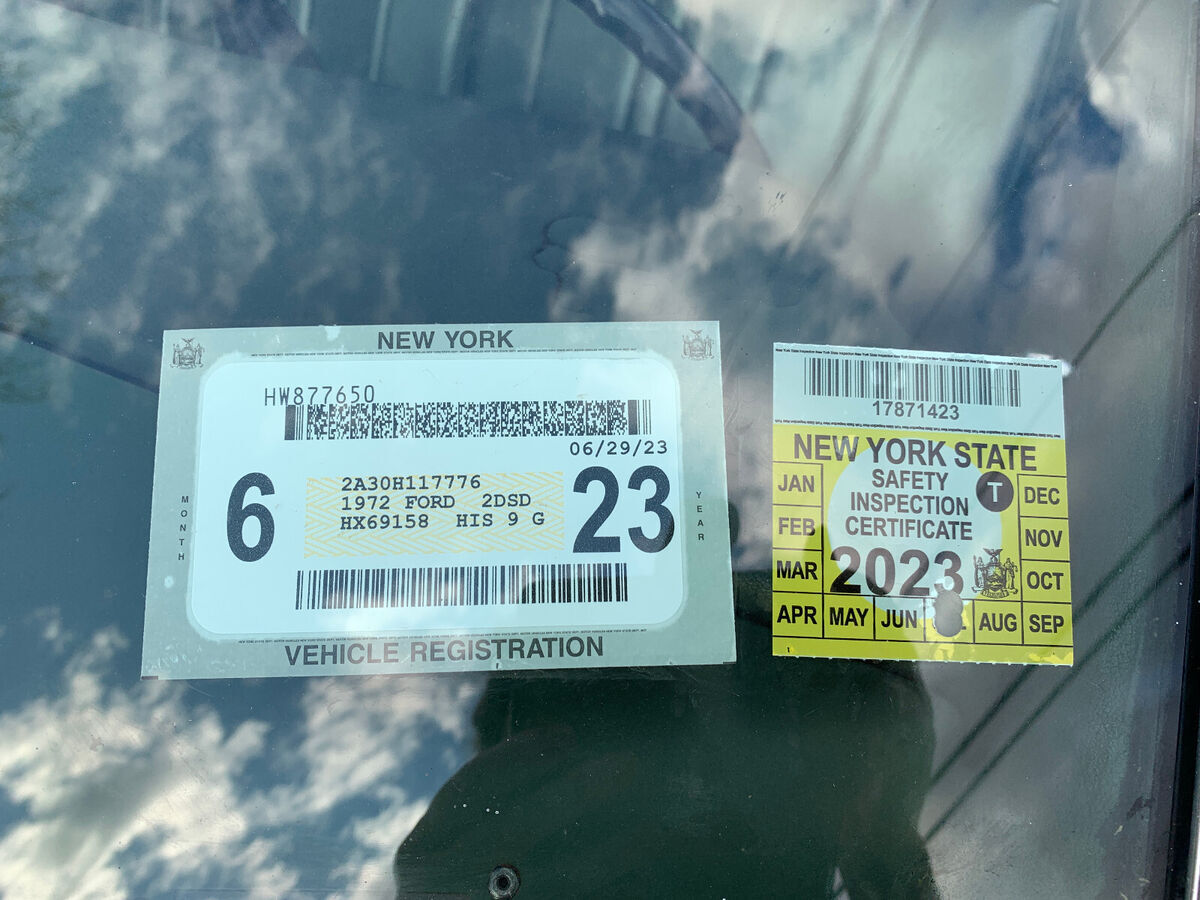 NEW YORK
HW877650
06/29/23
MONTH
6
2A30H117776
1972 FORD 2DSD
HX69158 HIS 9 G
23
YEAR
VEHICLE REGISTRATION
17871423
NEW YORK STATE
SAFETY
INSPECTION
CERTIFICATE
T
2023
JAN
FEB
MAR
APR MAY JUN AUG SEP
OCT
NOV
DEC